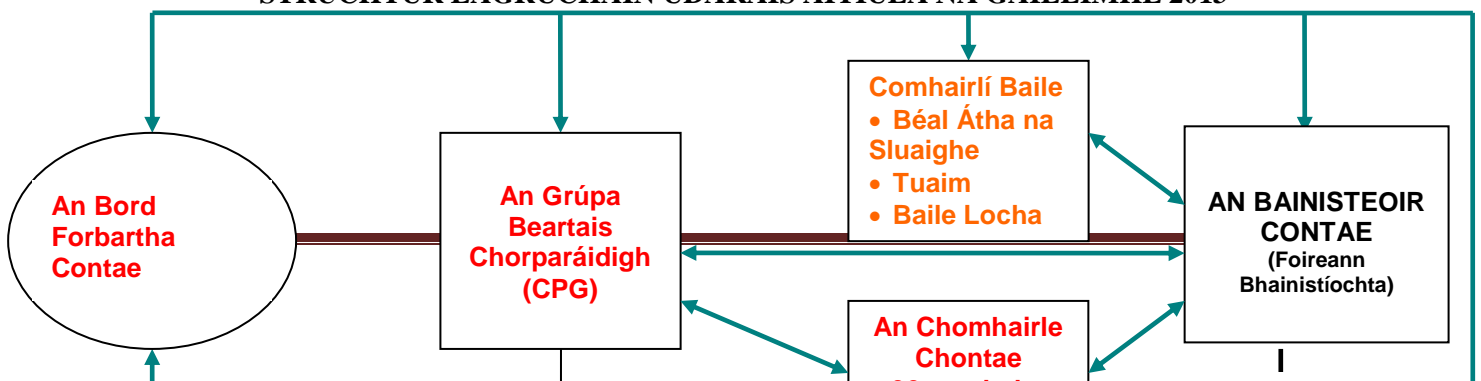 Comhairlí Baile
• Béal Átha na
Sluaighe
• Tuaim
• Baile Locha
An Bord
Forbartha
Contae
An Grúpa
Beartais
Chorparáidigh
(CPG)
AN BAINISTEOIR
CONTAE
(Foireann
Bhainistíochta)
An Chomhairle
Chontae